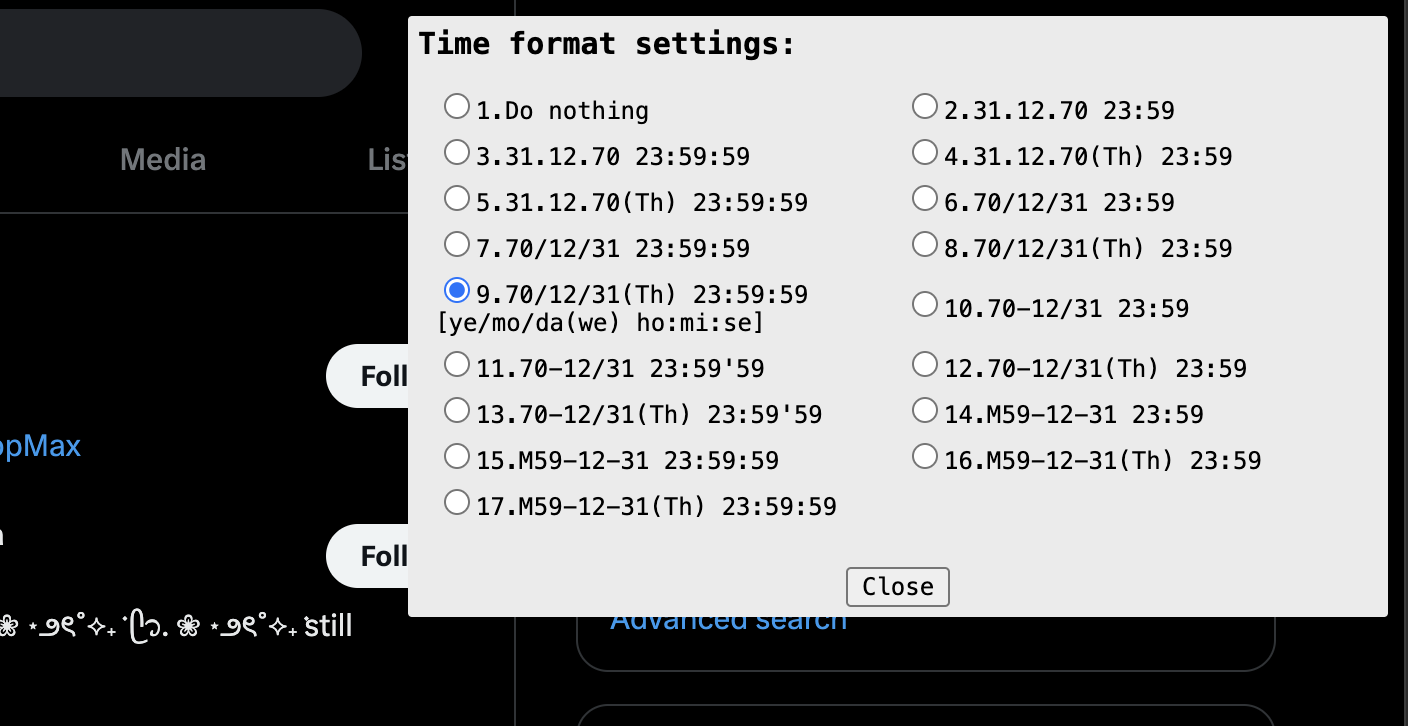 Time format settings:
1.Do nothing
2.31.12.70 23:59
3.31.12.70 23:59:59
4.31.12.70(Th) 23:59
5.31.12.70(Th) 23:59:59
6.70/12/31 23:59
7.70/12/31 23:59:59
8.70/12/31(Th) 23:59
9.70/12/31(Th) 23:59:59
[ye/mo/da(we) ho:mi:se]
10.70-12/31 23:59
11.70-12/31 23:59'59
12.70-12/31(Th) 23:59
13.70-12/31(Th) 23:59'59
14.M59-12-31 23:59
15.M59-12-31 23:59:59
16.M59-12-31(Th) 23:59
17.M59-12-31(Th) 23:59:59
Close
Media
Lis
Foll
opMax
Foll
still
Advanced search